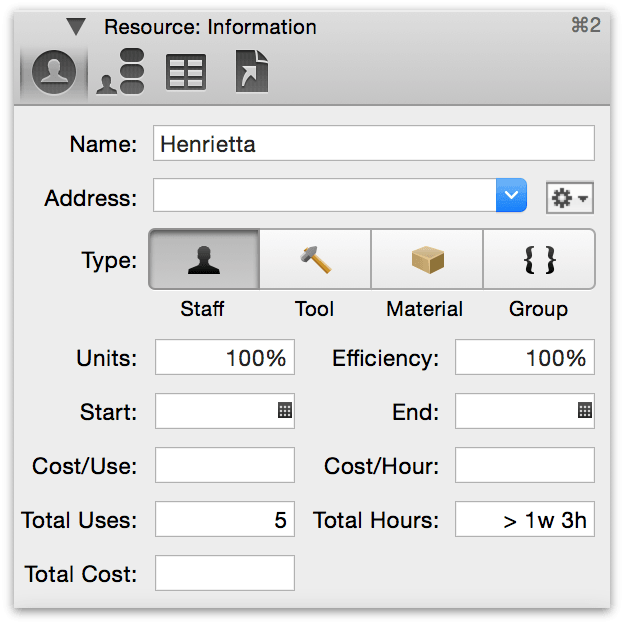 Resource: Information ⌘2
Name: Henrietta
Address:
Type:
Staff Tool Material Group
Units: 100% Efficiency: 100%
Start: End:
Cost/Use: Cost/Hour:
Total Uses: 5 Total Hours: > 1w 3h
Total Cost: